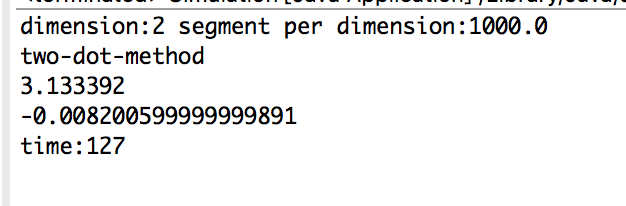 dimension:2 segment per dimension:1000.0
two-dot-method
3.133392
-0.008200599999999891
time:127